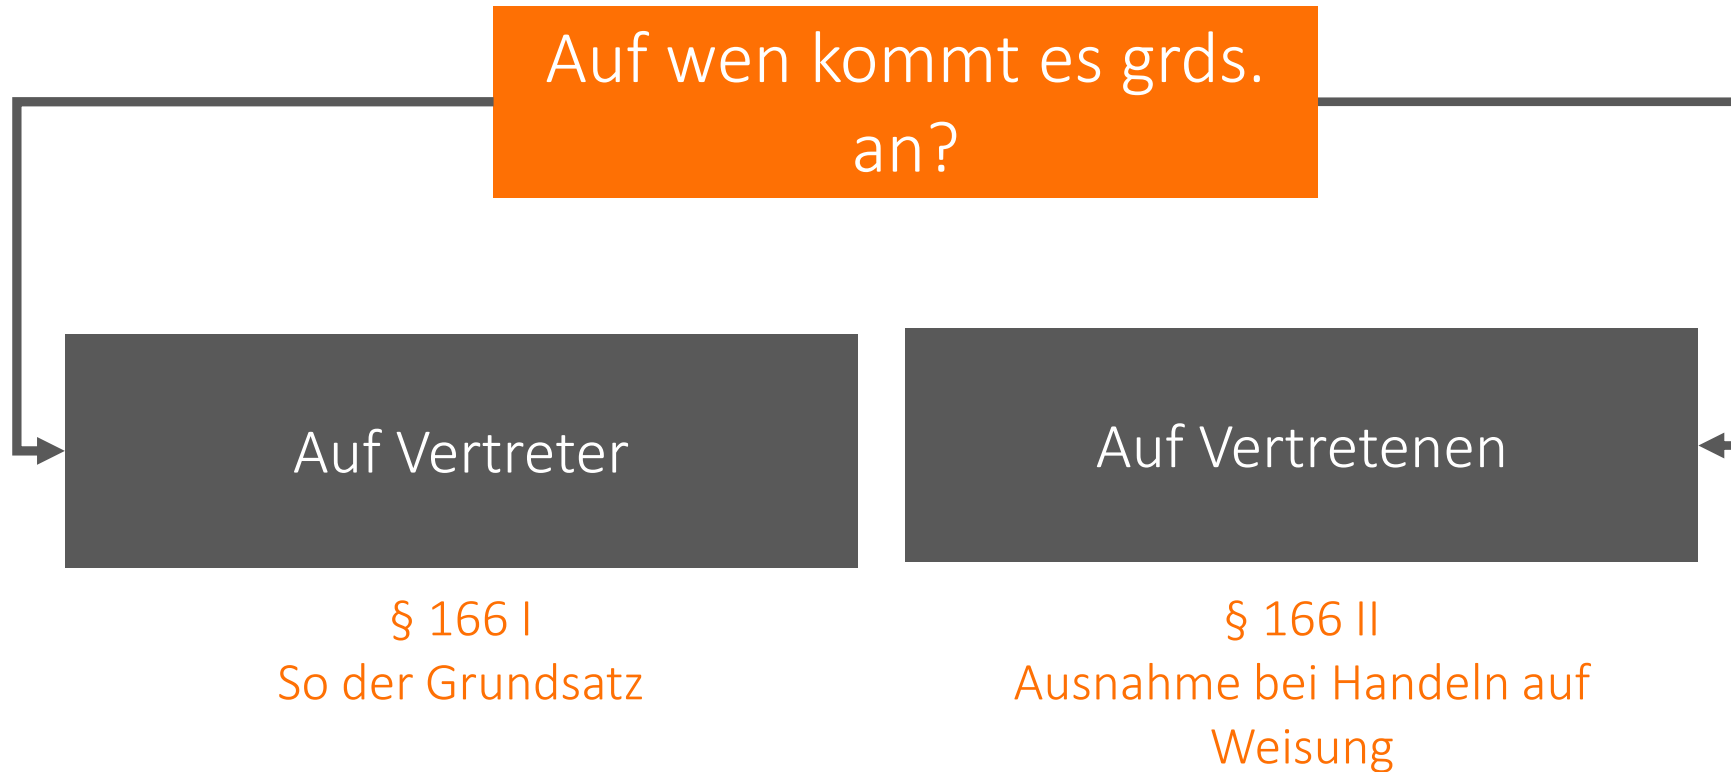 Auf wen kommt es grds.
an?
Auf Vertreter
Auf Vertretenen
§ 166 I
So der Grundsatz
§ 166 II
Ausnahme bei Handeln auf
Weisung